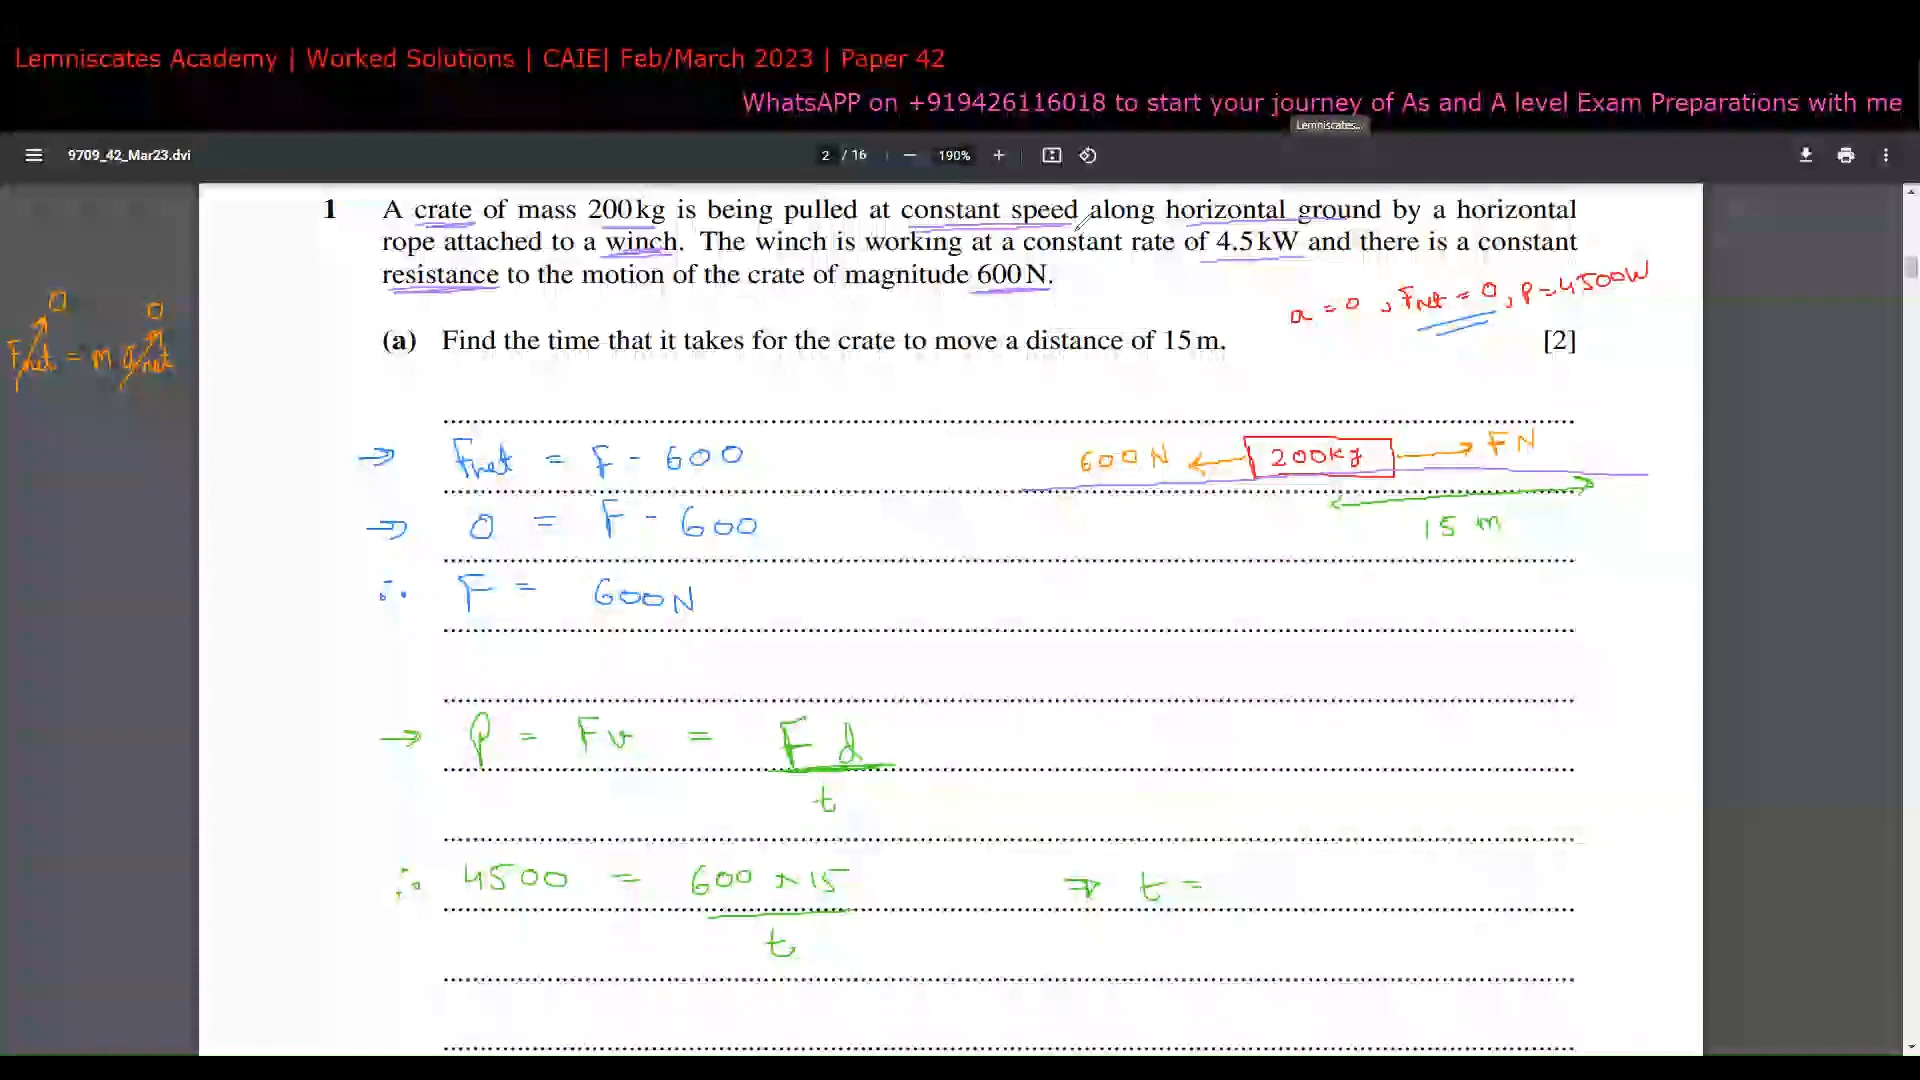 Lemniscates Academy | Worked Solutions | CAIE| Feb/March 2023 | Paper 42
WhatsAPP on +919426116018 to start your journey of As and A level Exam Preparations with me
Lemniscates...
9709_42_Mar23.dvi
2 / 16
190%
1 A crate of mass 200 kg is being pulled at constant speed along horizontal ground by a horizontal
rope attached to a winch. The winch is working at a constant rate of 4.5 kW and there is a constant
resistance to the motion of the crate of magnitude 600 N.
a = 0 , Fnet = 0, P = 4500W
(a) Find the time that it takes for the crate to move a distance of 15 m. [2]
0 0
Fnet = m anet
→ Fnet = F - 600
600 N ← 200kg → F N
15 m
→ 0 = F - 600
∴ F = 600N
→ P = Fv = F d
t
∴ 4500 = 600 × 15 ⇒ t =
t